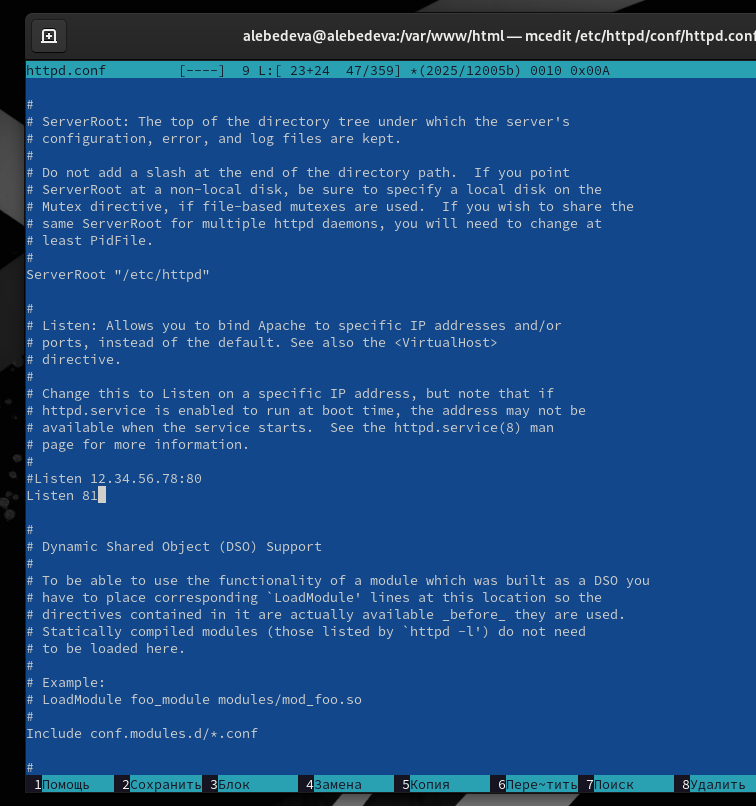 alebedeva@alebedeva:/var/www/html — mcedit /etc/httpd/conf/httpd.conf
httpd.conf [----] 9 L:[ 23+24 47/359] *(2025/12005b) 0010 0x00A
#
# ServerRoot: The top of the directory tree under which the server's
# configuration, error, and log files are kept.
#
# Do not add a slash at the end of the directory path. If you point
# ServerRoot at a non-local disk, be sure to specify a local disk on the
# Mutex directive, if file-based mutexes are used. If you wish to share the
# same ServerRoot for multiple httpd daemons, you will need to change at
# least PidFile.
#
ServerRoot "/etc/httpd"
#
# Listen: Allows you to bind Apache to specific IP addresses and/or
# ports, instead of the default. See also the <VirtualHost>
# directive.
#
# Change this to Listen on a specific IP address, but note that if
# httpd.service is enabled to run at boot time, the address may not be
# available when the service starts. See the httpd.service(8) man
# page for more information.
#
#Listen 12.34.56.78:80
Listen 81
#
# Dynamic Shared Object (DSO) Support
#
# To be able to use the functionality of a module which was built as a DSO you
# have to place corresponding `LoadModule' lines at this location so the
# directives contained in it are actually available _before_ they are used.
# Statically compiled modules (those listed by `httpd -l') do not need
# to be loaded here.
#
# Example:
# LoadModule foo_module modules/mod_foo.so
#
Include conf.modules.d/*.conf
#
1Помощь 2Сохранить 3Блок 4Замена 5Копия 6Пере~тить 7Поиск 8Удалить